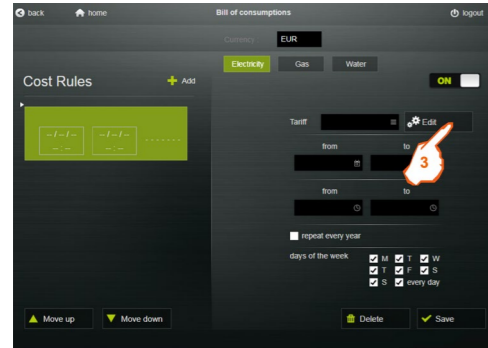 back home Bill of consumptions logout
Currency EUR
Electricity Gas Water
Cost Rules Add
ON
Tariff Edit
from to
3
-- / -- / -- -- / -- / -- -------
-- : -- -- : --
from to
repeat every year
days of the week M T W
T F S
S every day
Move up Move down Delete Save